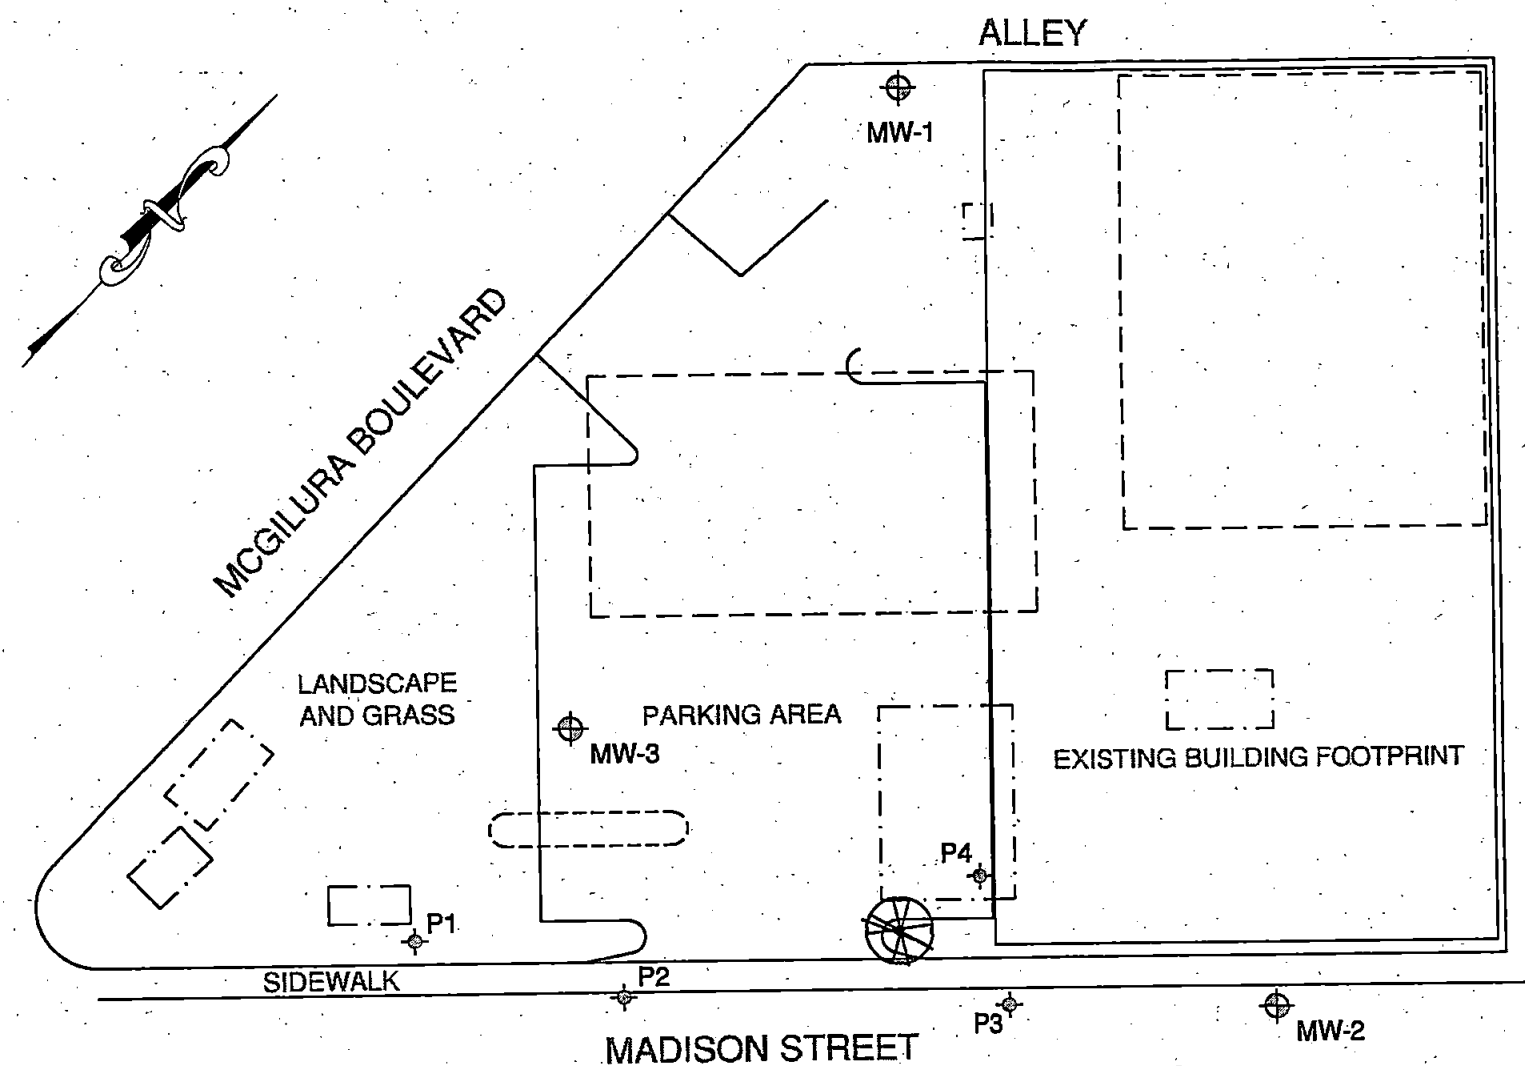 ALLEY
MW-1
MCGILURA BOULEVARD
LANDSCAPE
AND GRASS
PARKING AREA
MW-3
EXISTING BUILDING FOOTPRINT
P4
P1
SIDEWALK
P2
P3
MW-2
MADISON STREET